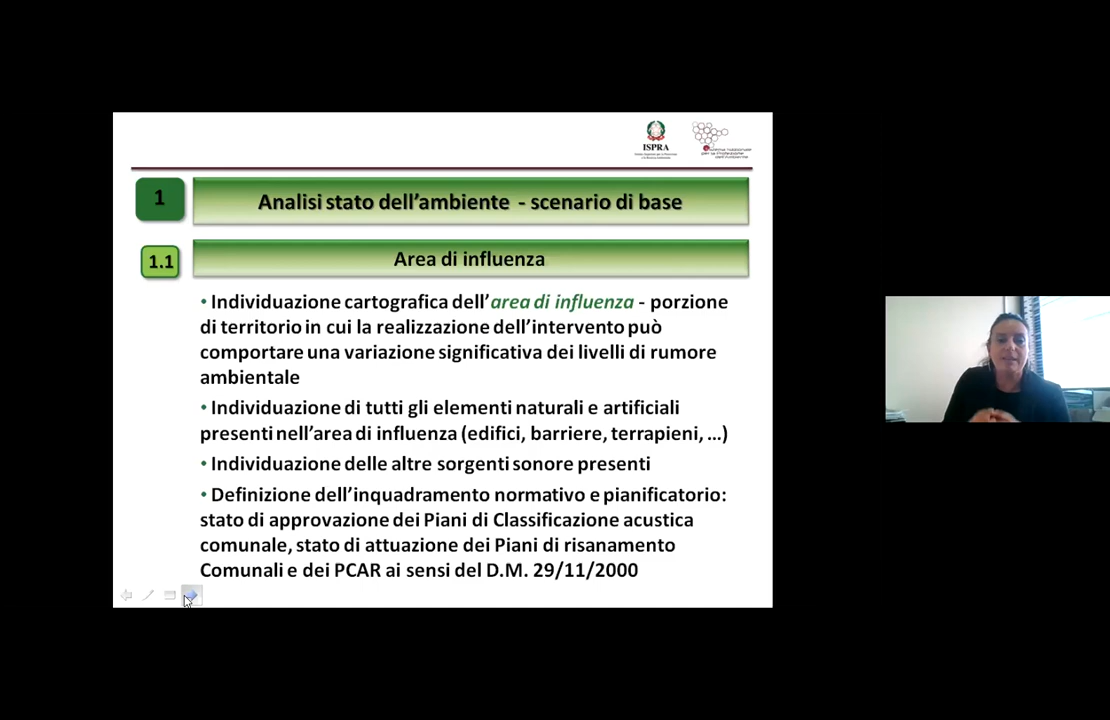 ISPRA
1
Analisi stato dell'ambiente - scenario di base
1.1
Area di influenza
• Individuazione cartografica dell'area di influenza - porzione
di territorio in cui la realizzazione dell'intervento può
comportare una variazione significativa dei livelli di rumore
ambientale
• Individuazione di tutti gli elementi naturali e artificiali
presenti nell'area di influenza (edifici, barriere, terrapieni, ...)
• Individuazione delle altre sorgenti sonore presenti
• Definizione dell'inquadramento normativo e pianificatorio:
stato di approvazione dei Piani di Classificazione acustica
comunale, stato di attuazione dei Piani di risanamento
Comunali e dei PCAR ai sensi del D.M. 29/11/2000